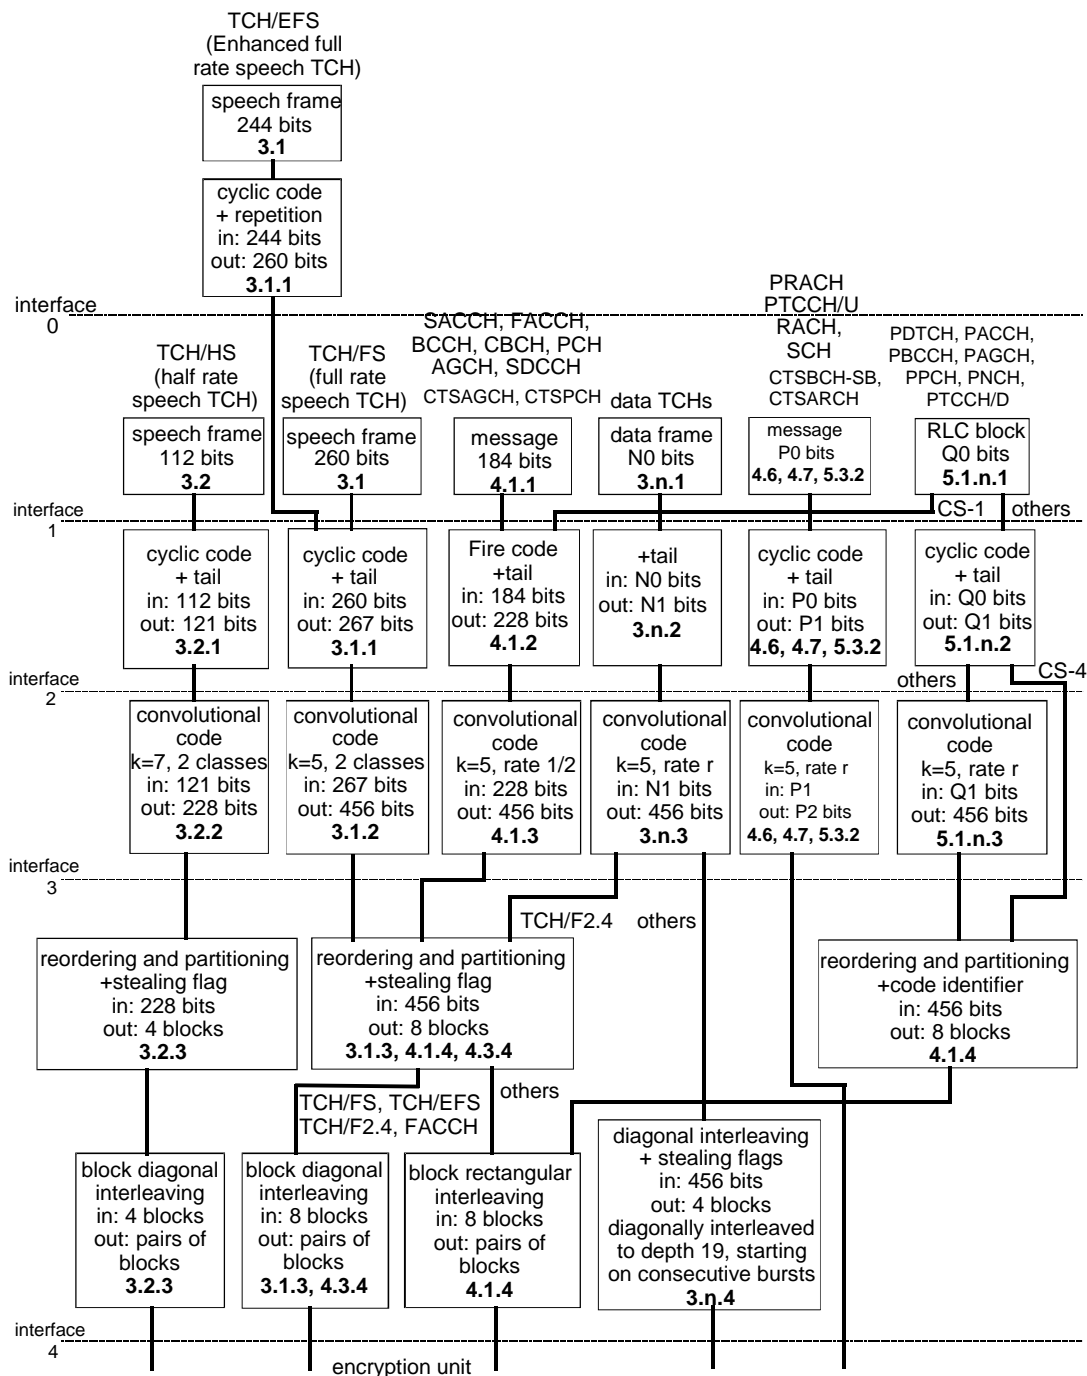 TCH/EFS
(Enhanced full
rate speech TCH)
speech frame
244 bits
3.1
cyclic code
+ repetition
in: 244 bits
out: 260 bits
3.1.1
interface
0
TCH/HS
(half rate
speech TCH)
TCH/FS
(full rate
speech TCH)
SACCH, FACCH,
BCCH, CBCH, PCH
AGCH, SDCCH
CTSAGCH, CTSPCH
data TCHs
PRACH
PTCCH/U
RACH,
SCH
CTSBCH-SB,
CTSARCH
PDTCH, PACCH,
PBCCH, PAGCH,
PPCH, PNCH,
PTCCH/D
speech frame
112 bits
3.2
speech frame
260 bits
3.1
message
184 bits
4.1.1
data frame
N0 bits
3.n.1
message
P0 bits
4.6, 4.7, 5.3.2
RLC block
Q0 bits
5.1.n.1
interface
1
CS-1
others
cyclic code
+ tail
in: 112 bits
out: 121 bits
3.2.1
cyclic code
+ tail
in: 260 bits
out: 267 bits
3.1.1
Fire code
+tail
in: 184 bits
out: 228 bits
4.1.2
+tail
in: N0 bits
out: N1 bits
3.n.2
cyclic code
+ tail
in: P0 bits
out: P1 bits
4.6, 4.7, 5.3.2
cyclic code
+ tail
in: Q0 bits
out: Q1 bits
5.1.n.2
interface
2
others
CS-4
convolutional
code
k=7, 2 classes
in: 121 bits
out: 228 bits
3.2.2
convolutional
code
k=5, 2 classes
in: 267 bits
out: 456 bits
3.1.2
convolutional
code
k=5, rate 1/2
in: 228 bits
out: 456 bits
4.1.3
convolutional
code
k=5, rate r
in: N1 bits
out: 456 bits
3.n.3
convolutional
code
k=5, rate r
in: P1
out: P2 bits
4.6, 4.7, 5.3.2
convolutional
code
k=5, rate r
in: Q1 bits
out: 456 bits
5.1.n.3
interface
3
TCH/F2.4
others
reordering and partitioning
+stealing flag
in: 228 bits
out: 4 blocks
3.2.3
reordering and partitioning
+stealing flag
in: 456 bits
out: 8 blocks
3.1.3, 4.1.4, 4.3.4
reordering and partitioning
+code identifier
in: 456 bits
out: 8 blocks
4.1.4
TCH/FS, TCH/EFS
TCH/F2.4, FACCH
others
block diagonal
interleaving
in: 4 blocks
out: pairs of
blocks
3.2.3
block diagonal
interleaving
in: 8 blocks
out: pairs of
blocks
3.1.3, 4.3.4
block rectangular
interleaving
in: 8 blocks
out: pairs of
blocks
4.1.4
diagonal interleaving
+ stealing flags
in: 456 bits
out: 4 blocks
diagonally interleaved
to depth 19, starting
on consecutive bursts
3.n.4
interface
4
encryption unit